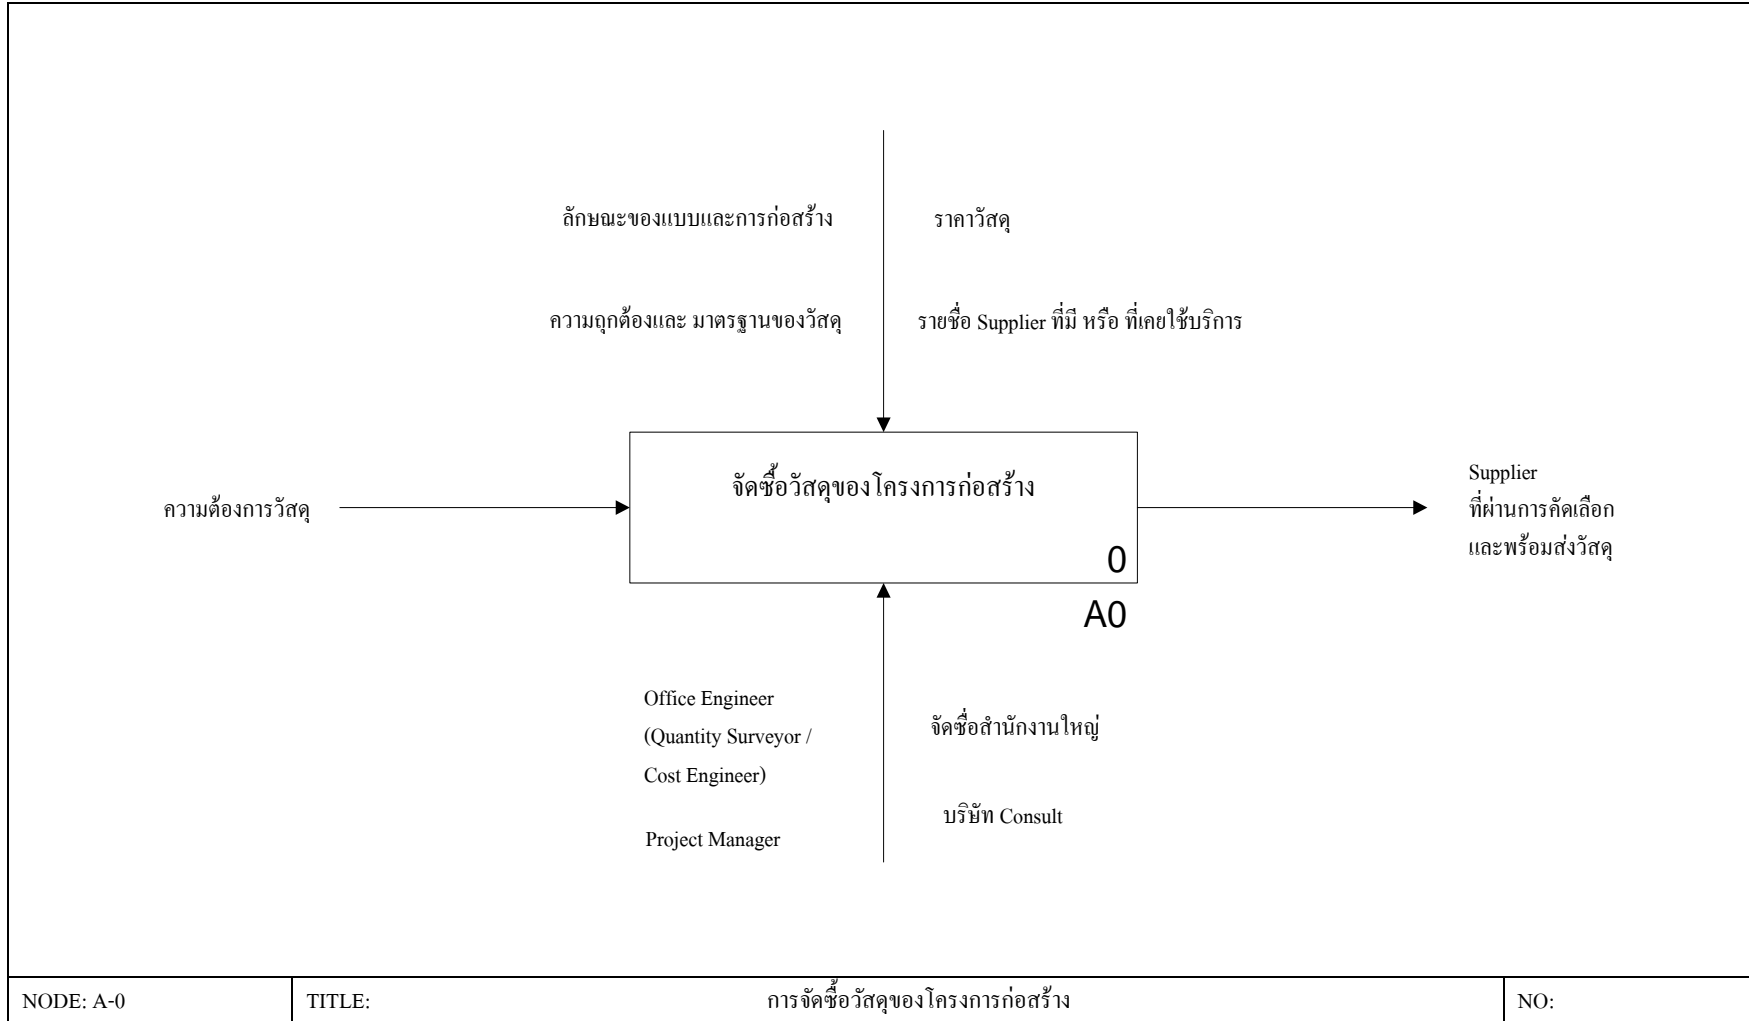 ลักษณะของแบบและการก่อสร้าง
ราคาวัสดุ
ความถุกต้องและ มาตรฐานของวัสดุ
รายชื่อ Supplier ที่มี หรือ ที่เคยใช้บริการ
ความต้องการวัสดุ
จัดซื้อวัสดุของโครงการก่อสร้าง
0
A0
Supplier
ที่ผ่านการคัดเลือก
และพร้อมส่งวัสดุ
Office Engineer
(Quantity Surveyor /
Cost Engineer)
Project Manager
จัดซื่อสำนักงานใหญ่
บริษัท Consult
NODE: A-0
TITLE:
การจัดซื้อวัสดุของโครงการก่อสร้าง
NO: